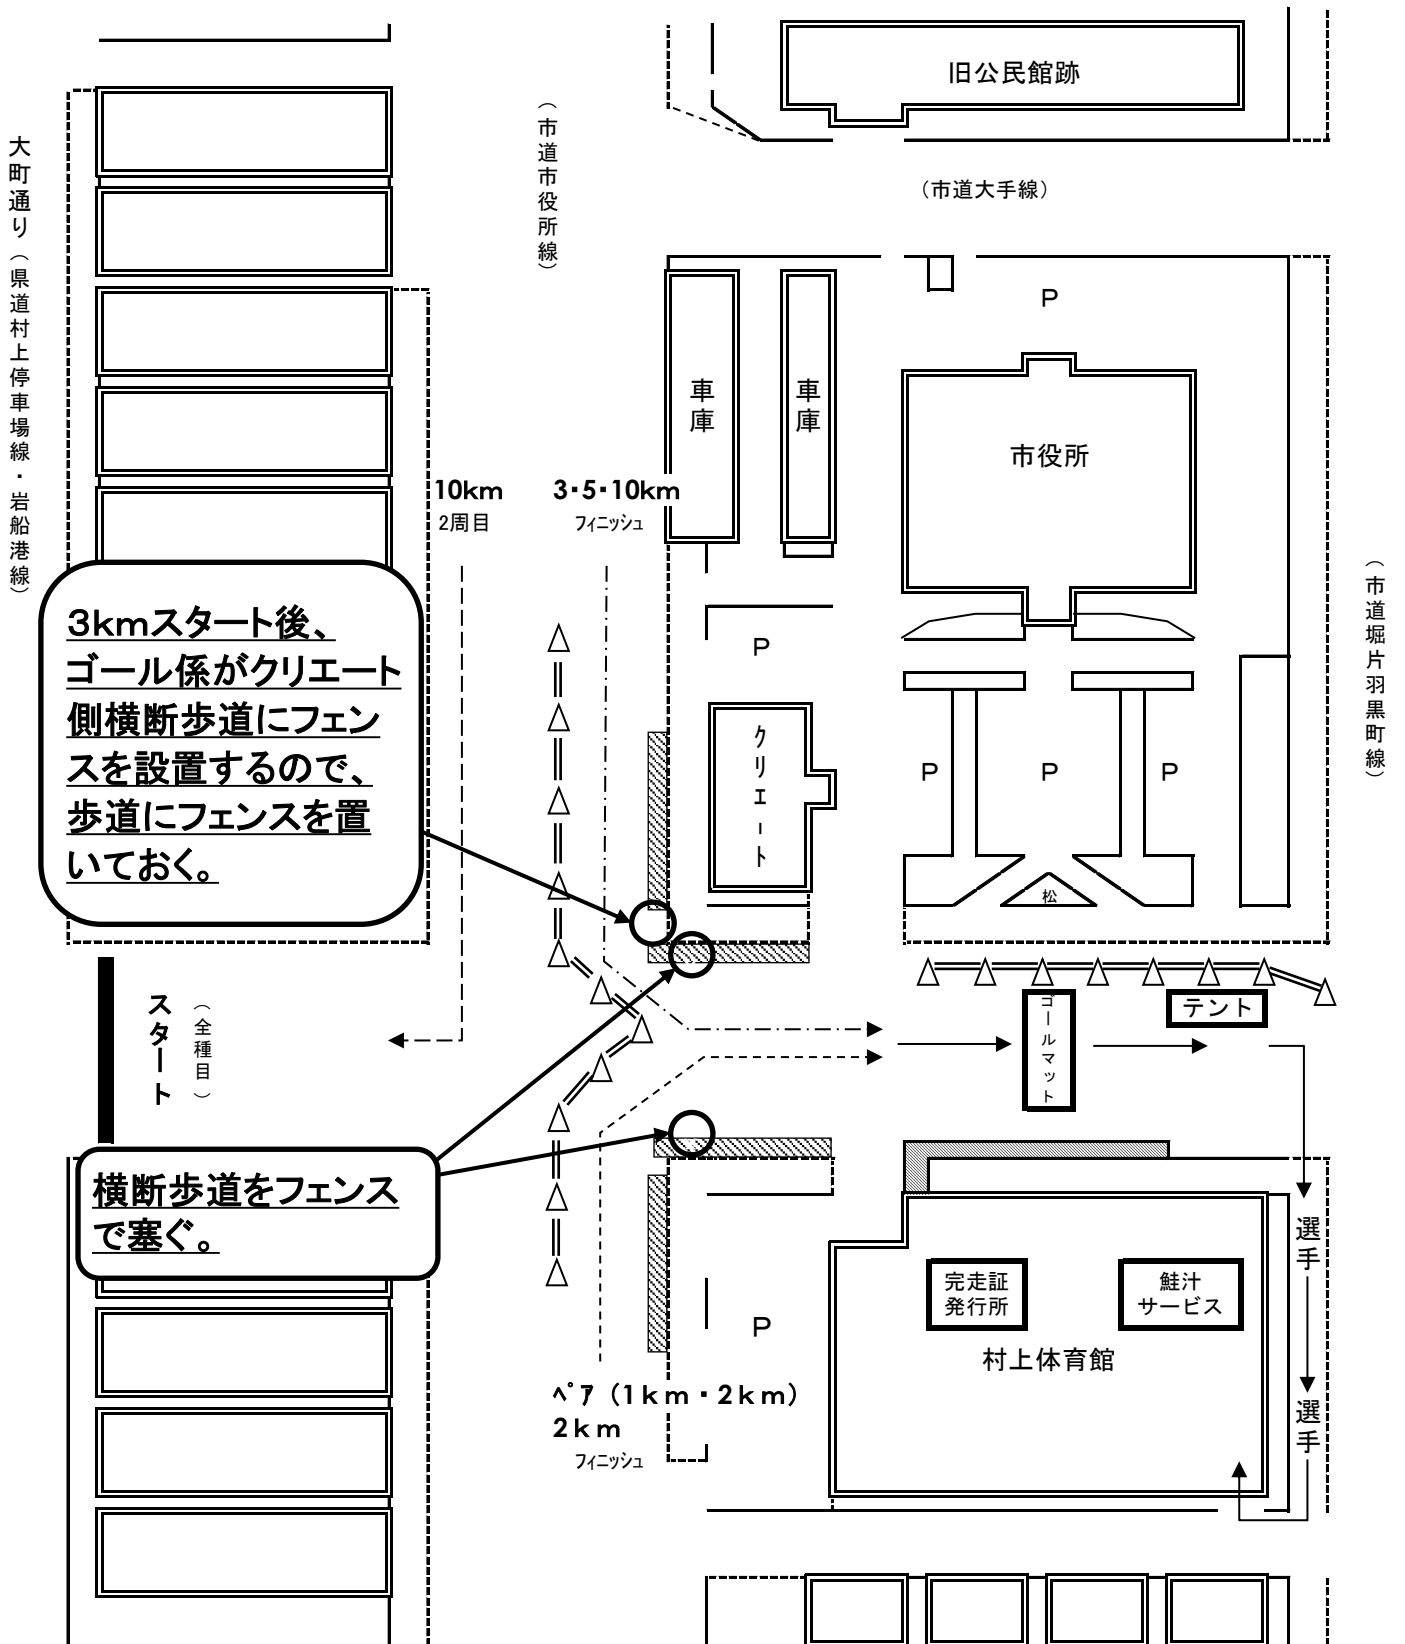 旧公民館跡
（市道大手線）
（市道市役所線）
大町通り（県道村上停車場線・岩船港線）
P
車庫
車庫
市役所
10km
2周目
3・5・10km
フィニッシュ
（市道堀片羽黒町線）
3kmスタート後、
ゴール係がクリエート
側横断歩道にフェン
スを設置するので、
歩道にフェンスを置
いておく。
P
クリエート
P
P
P
松
スタート
（全種目）
ゴールマット
テント
横断歩道をフェンス
で塞ぐ。
選手
完走証
発行所
鮭汁
サービス
P
村上体育館
選手
ペア（1km・2km）
2km
フィニッシュ